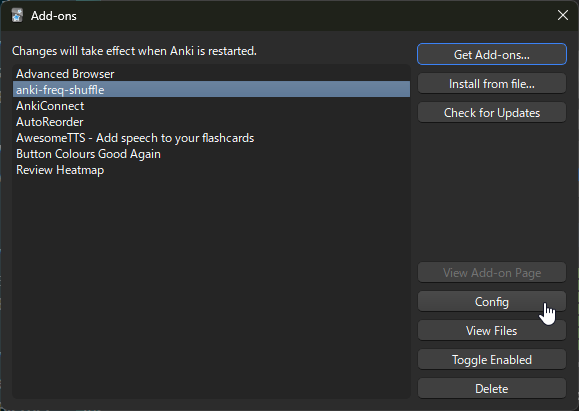 Add-ons
Changes will take effect when Anki is restarted.
Get Add-ons...
Install from file...
Check for Updates
Advanced Browser
anki-freq-shuffle
AnkiConnect
AutoReorder
AwesomeTTS - Add speech to your flashcards
Button Colours Good Again
Review Heatmap
View Add-on Page
Config
View Files
Toggle Enabled
Delete